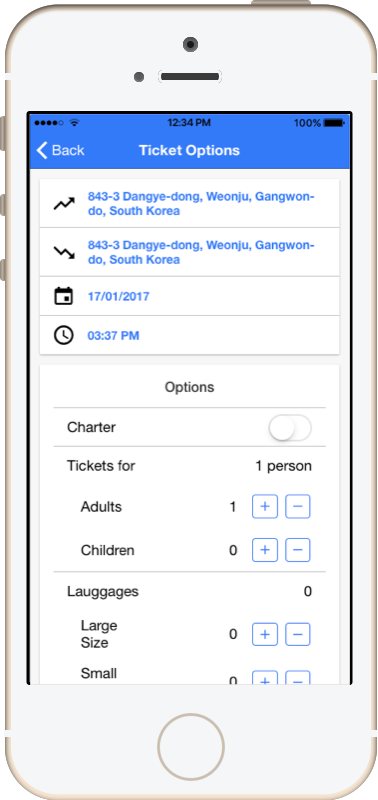 12:34 PM 100%
Back Ticket Options
843-3 Dangye-dong, Weonju, Gangwon-
do, South Korea
843-3 Dangye-dong, Weonju, Gangwon-
do, South Korea
17/01/2017
03:37 PM
Options
Charter
Tickets for 1 person
Adults 1 + −
Children 0 + −
Lauggages 0
Large
Size 0 + −
Small
0 + −